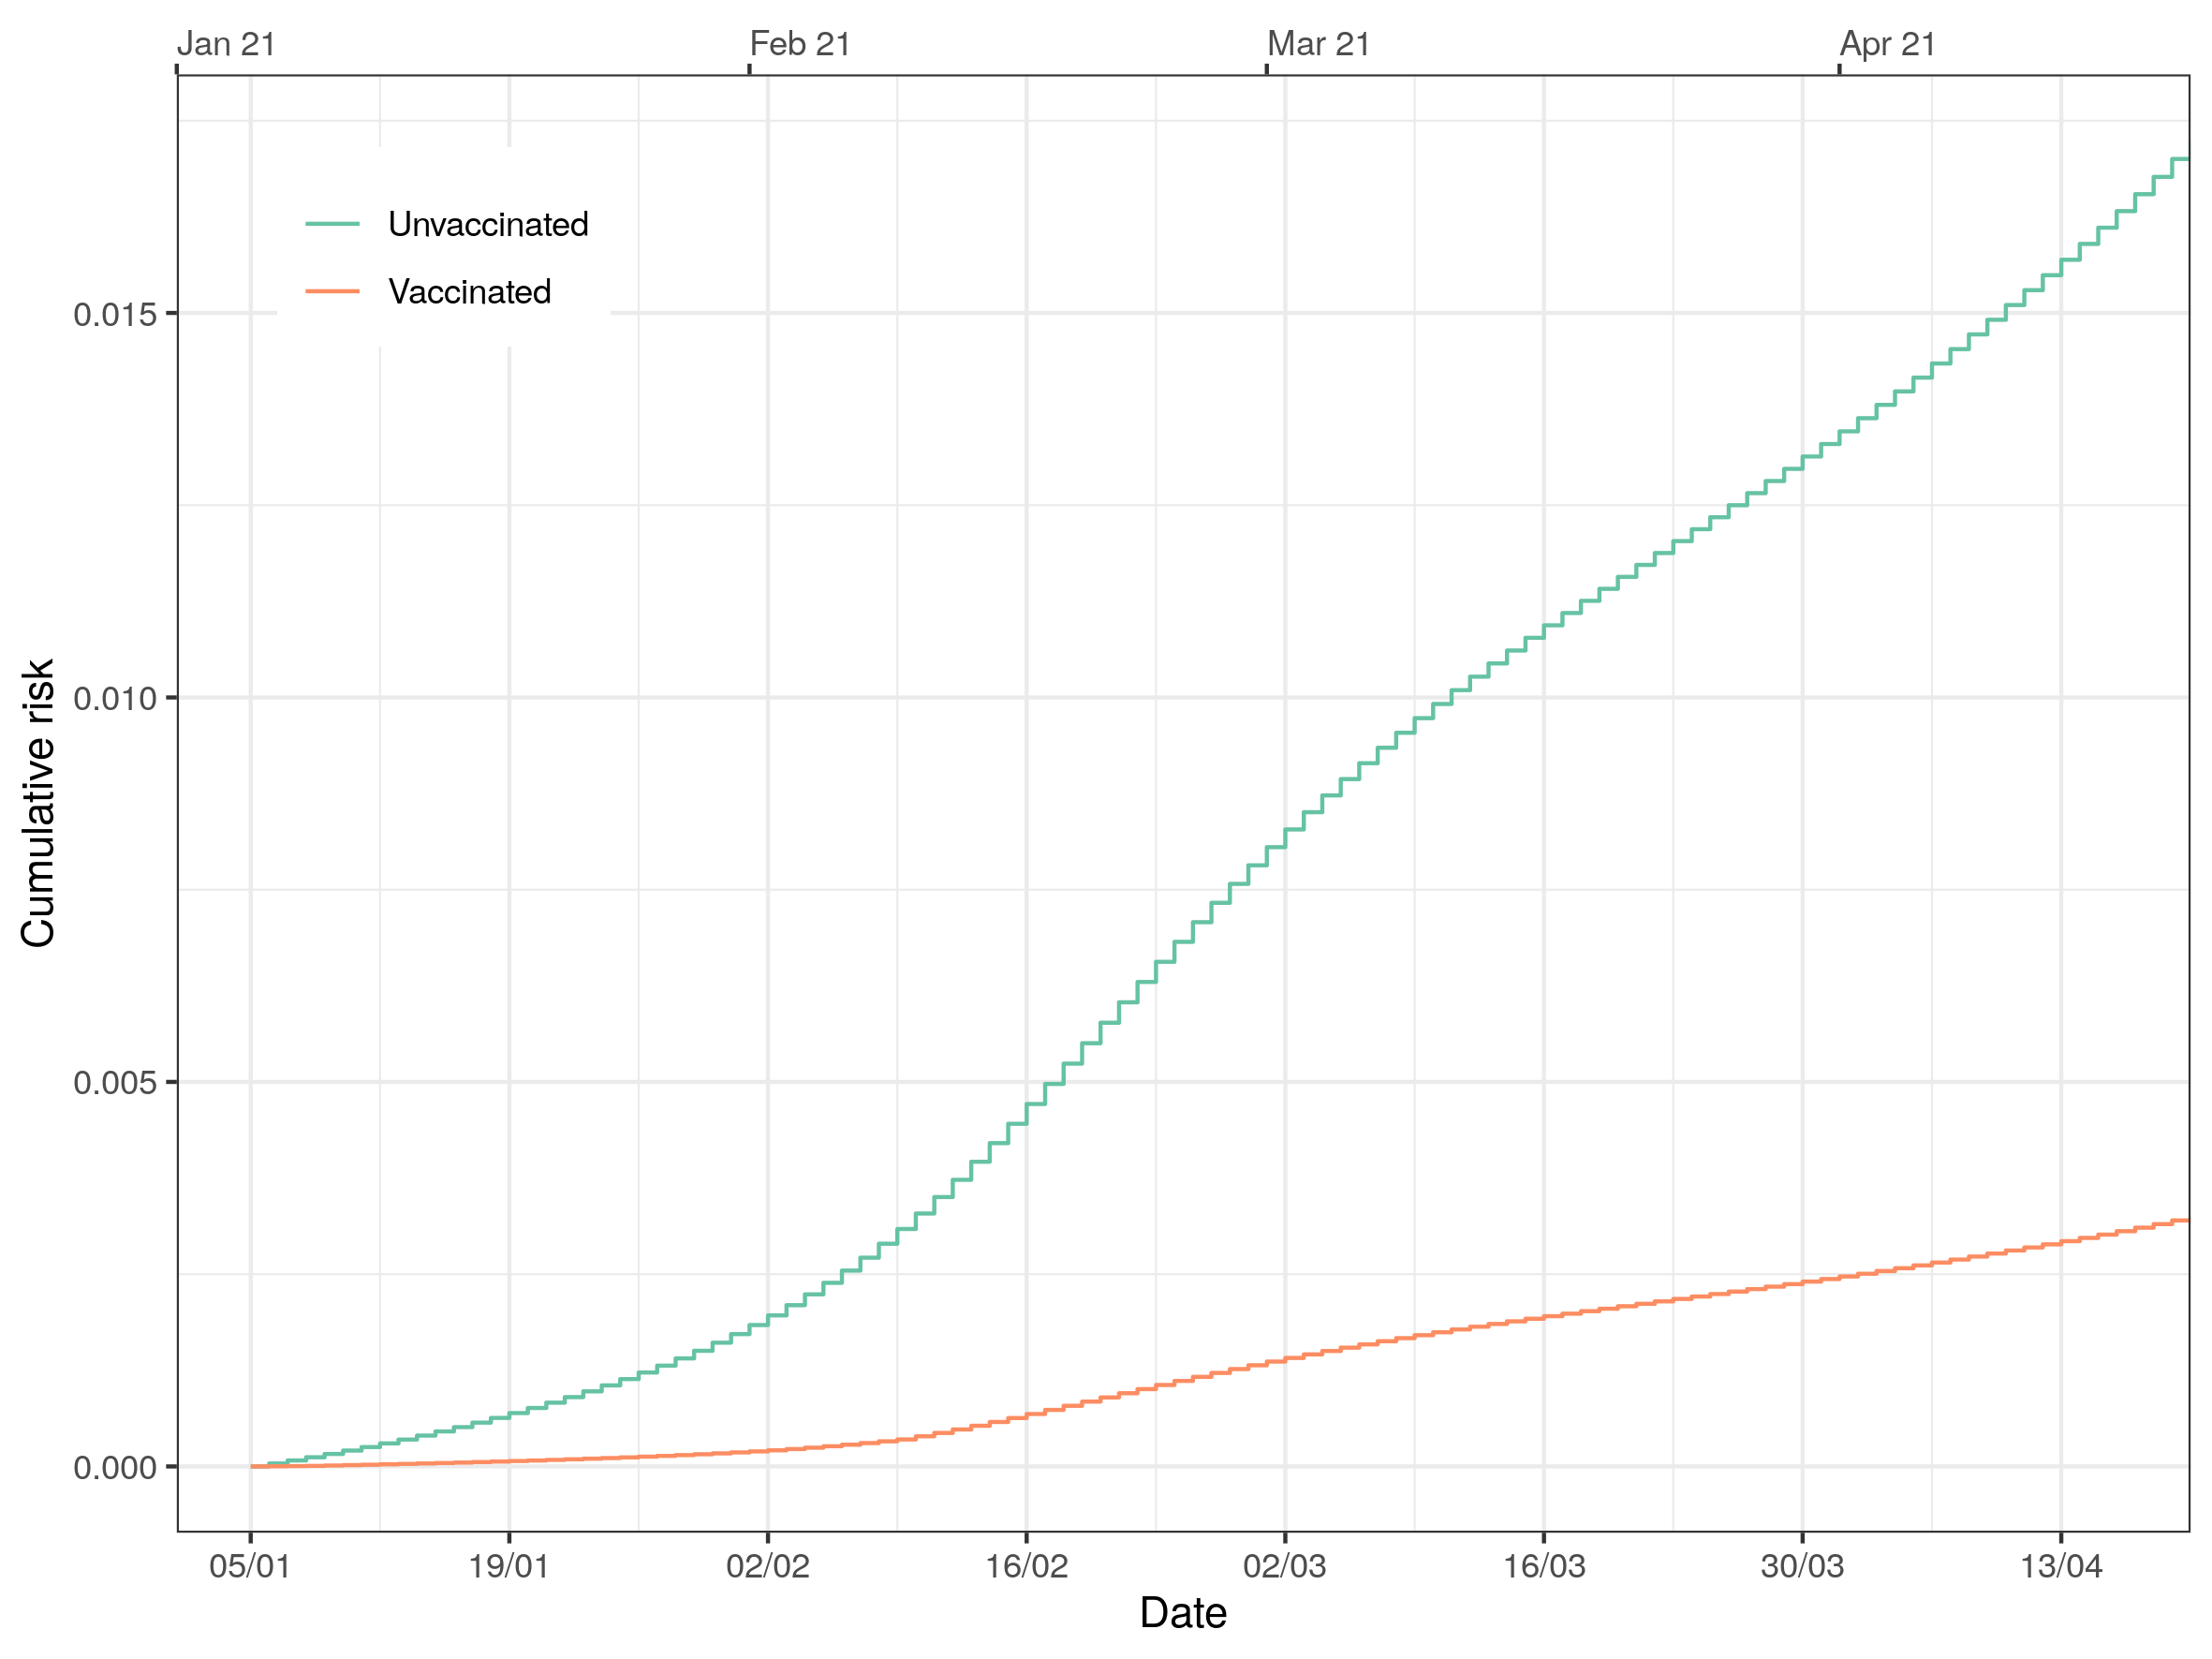 Jan 21 Feb 21 Mar 21 Apr 21
Unvaccinated
Vaccinated
0.015
0.010
0.005
0.000
Cumulative risk
05/01 19/01 02/02 16/02 02/03 16/03 30/03 13/04
Date